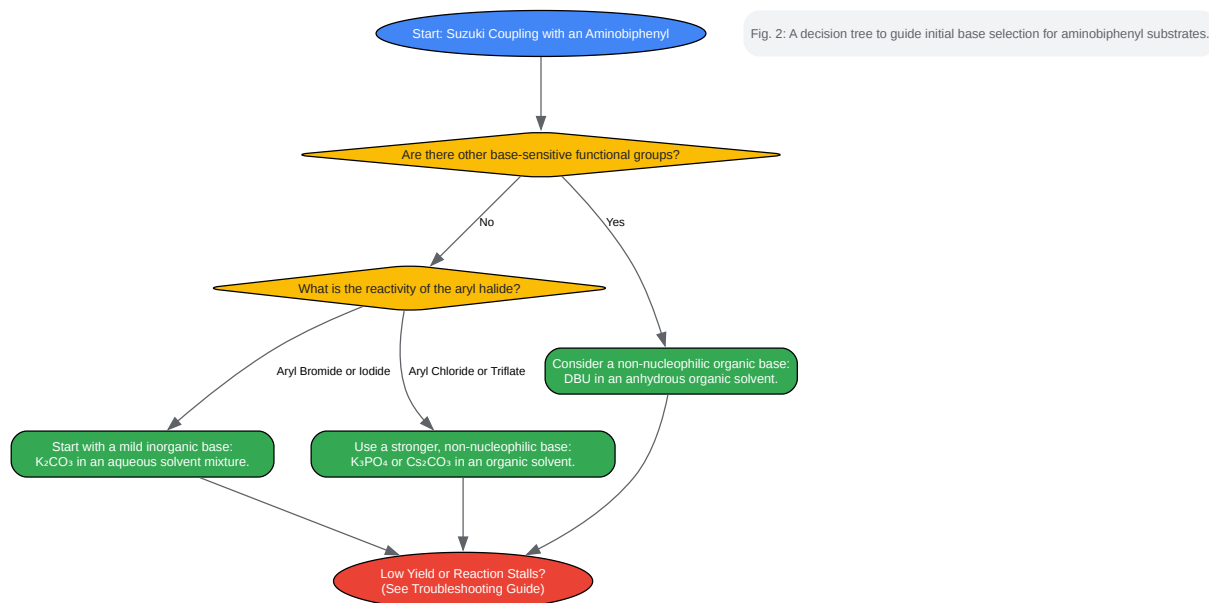 Start: Suzuki Coupling with an Aminobiphenyl
Fig. 2: A decision tree to guide initial base selection for aminobiphenyl substrates.
Are there other base-sensitive functional groups?
No
Yes
What is the reactivity of the aryl halide?
Aryl Bromide or Iodide
Aryl Chloride or Triflate
Consider a non-nucleophilic organic base:
DBU in an anhydrous organic solvent.
Start with a mild inorganic base:
K₂CO₃ in an aqueous solvent mixture.
Use a stronger, non-nucleophilic base:
K₃PO₄ or Cs₂CO₃ in an organic solvent.
Low Yield or Reaction Stalls?
(See Troubleshooting Guide)